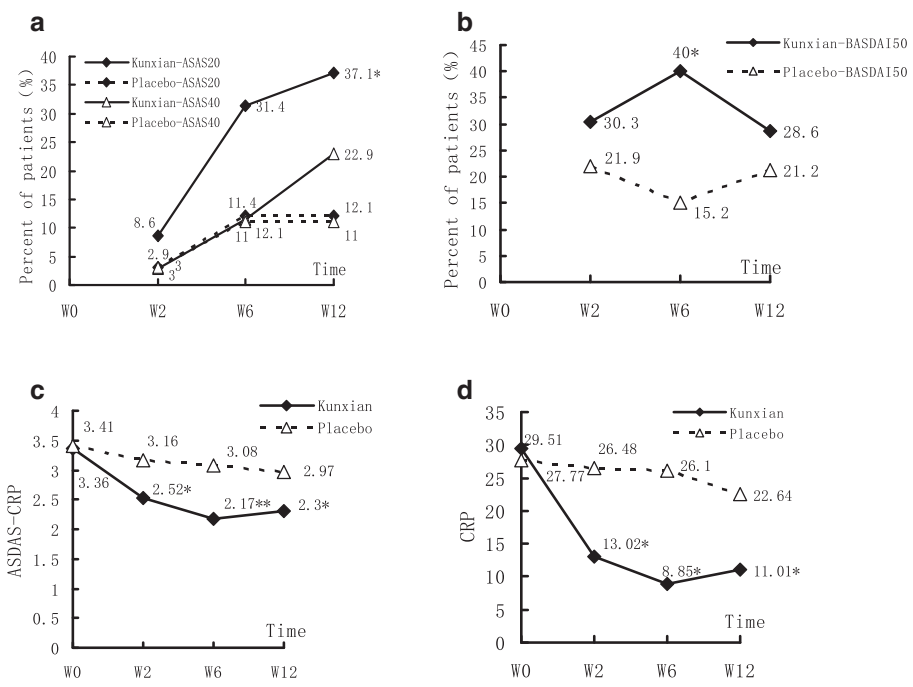 a
Percent of patients (%)
40
35
30
25
20
15
10
5
0
Kunxian-ASAS20
Placebo-ASAS20
Kunxian-ASAS40
Placebo-ASAS40
37.1*
31.4
22.9
8.6
11.4
12.1
2.9
3
3
11
12.1
11
Time
W0 W2 W6 W12
b
Percent of patients (%)
45
40
35
30
25
20
15
10
5
0
Kunxian-BASDAI50
Placebo-BASDAI50
40*
30.3
28.6
21.9
21.2
15.2
Time
W0 W2 W6 W12
c
ASDAS-CRP
4
3.5
3
2.5
2
1.5
1
0.5
0
Kunxian
Placebo
3.41
3.16
3.08
2.97
3.36
2.52*
2.17**
2.3*
Time
W0 W2 W6 W12
d
CRP
35
30
25
20
15
10
5
0
Kunxian
Placebo
29.51
27.77
26.48
26.1
22.64
13.02*
8.85*
11.01*
Time
W0 W2 W6 W12